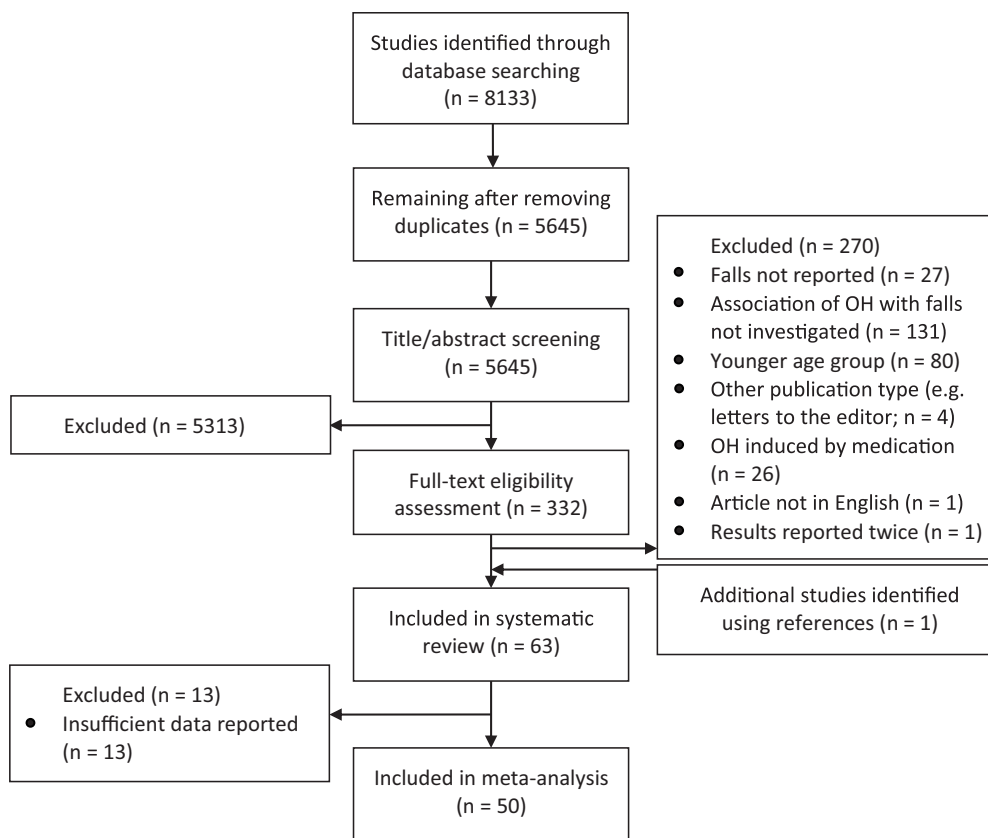 Studies identified through
database searching
(n = 8133)
Remaining after removing
duplicates (n = 5645)
Title/abstract screening
(n = 5645)
Excluded (n = 5313)
Full-text eligibility
assessment (n = 332)
Excluded (n = 270)
• Falls not reported (n = 27)
• Association of OH with falls
not investigated (n = 131)
• Younger age group (n = 80)
• Other publication type (e.g.
letters to the editor; n = 4)
• OH induced by medication
(n = 26)
• Article not in English (n = 1)
• Results reported twice (n = 1)
Additional studies identified
using references (n = 1)
Included in systematic
review (n = 63)
Excluded (n = 13)
• Insufficient data reported
(n = 13)
Included in meta-analysis
(n = 50)